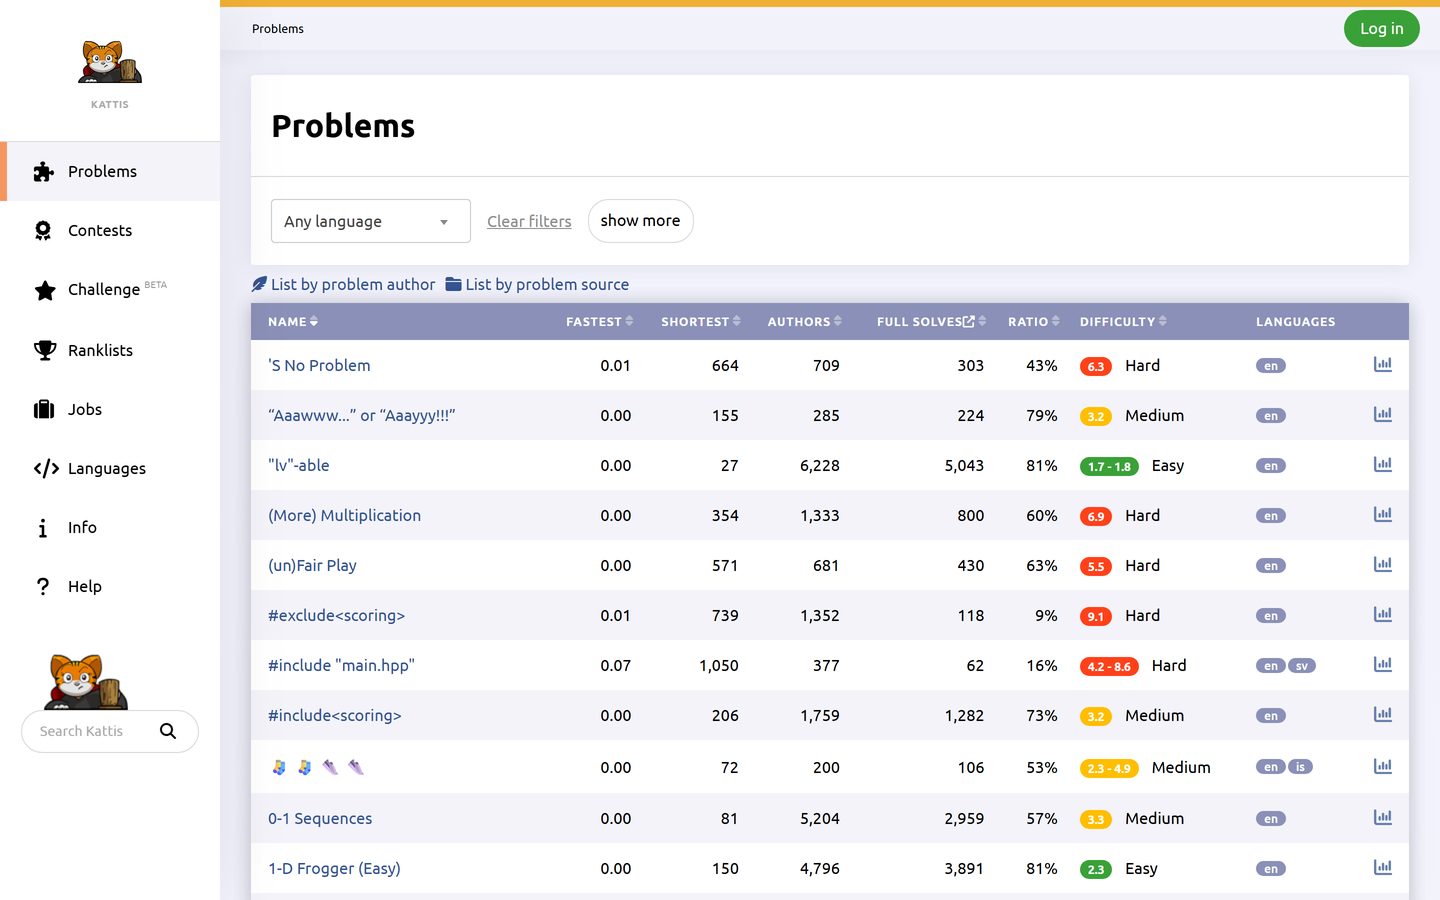 Problems
Log in
KATTIS
Problems
Contests
Challenge BETA
Ranklists
Jobs
Languages
Info
Help
Search Kattis
Problems
Any language
Clear filters
show more
List by problem author
List by problem source
NAME FASTEST SHORTEST AUTHORS FULL SOLVES RATIO DIFFICULTY LANGUAGES
'S No Problem 0.01 664 709 303 43% 6.3 Hard en
“Aaawww...” or “Aaayyy!!!” 0.00 155 285 224 79% 3.2 Medium en
"lv"-able 0.00 27 6,228 5,043 81% 1.7 - 1.8 Easy en
(More) Multiplication 0.00 354 1,333 800 60% 6.9 Hard en
(un)Fair Play 0.00 571 681 430 63% 5.5 Hard en
#exclude<scoring> 0.01 739 1,352 118 9% 9.1 Hard en
#include "main.hpp" 0.07 1,050 377 62 16% 4.2 - 8.6 Hard en sv
#include<scoring> 0.00 206 1,759 1,282 73% 3.2 Medium en
🧦 🧦 👟 👟 0.00 72 200 106 53% 2.3 - 4.9 Medium en is
0-1 Sequences 0.00 81 5,204 2,959 57% 3.3 Medium en
1-D Frogger (Easy) 0.00 150 4,796 3,891 81% 2.3 Easy en